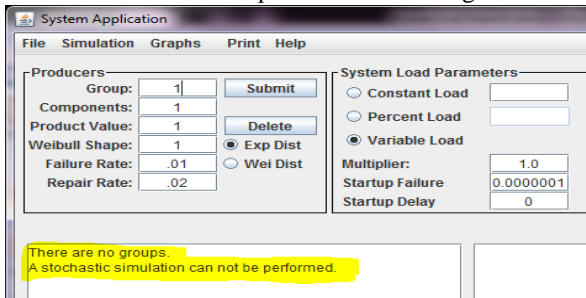 System Application
File Simulation Graphs Print Help
Producers
Group: 1 Submit
Components: 1
Product Value: 1 Delete
Weibull Shape: 1 Exp Dist
Failure Rate: .01 Wei Dist
Repair Rate: .02
System Load Parameters
Constant Load
Percent Load
Variable Load
Multiplier: 1.0
Startup Failure 0.0000001
Startup Delay 0
There are no groups.
A stochastic simulation can not be performed.